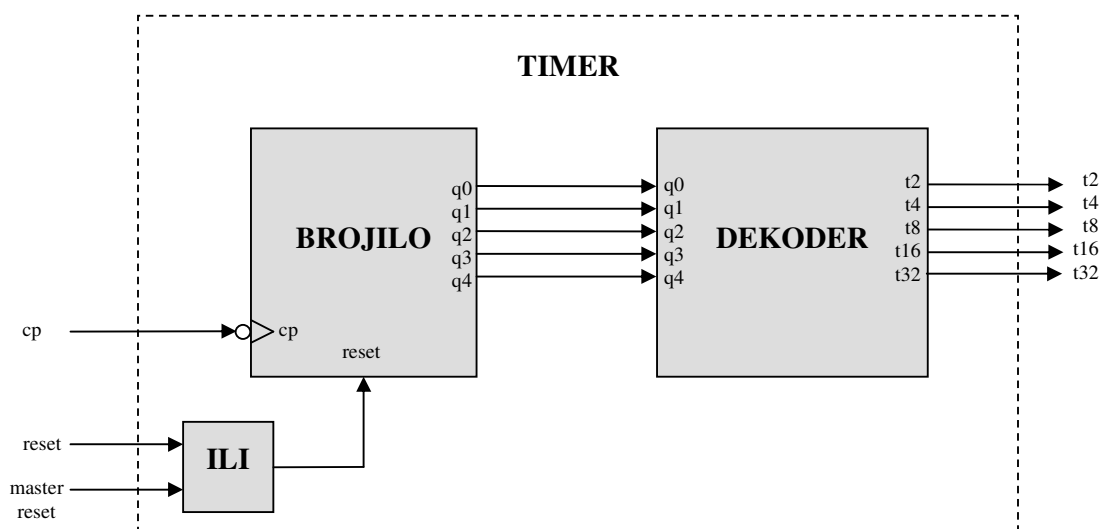 TIMER
BROJILO
q0
q1
q2
q3
q4
cp
reset
q0
q1
q2
q3
q4
DEKODER
t2
t4
t8
t16
t32
t2
t4
t8
t16
t32
cp
reset
master
reset
ILI